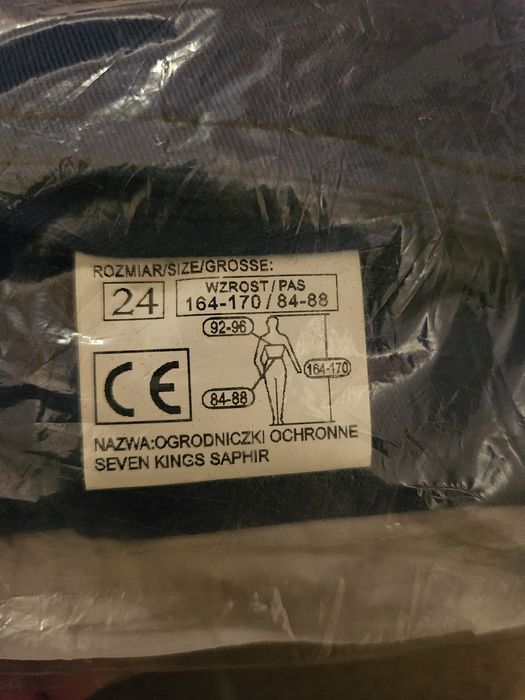 ROZMIAR/SIZE/GROSSE:
24
WZROST/PAS
164-170/84-88
92-96
164-170
84-88
CE
NAZWA:OGRODNICZKI OCHRONNE
SEVEN KINGS SAPHIR